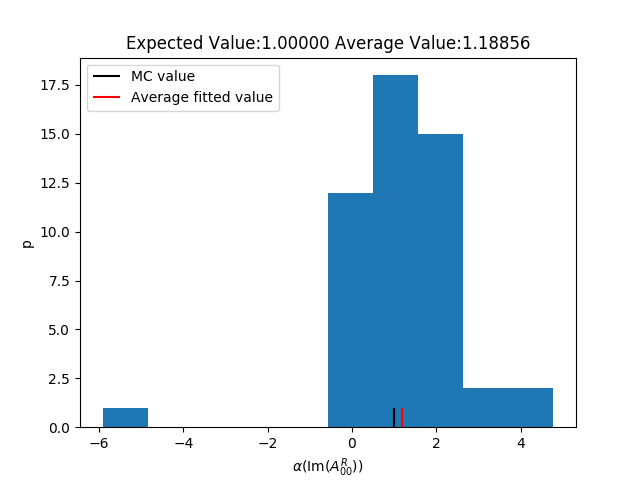 Expected Value:1.00000 Average Value:1.18856
MC value
Average fitted value
17.5
15.0
12.5
10.0
7.5
5.0
2.5
0.0
p
−6 −4 −2 0 2 4
α(Im(A^R_00))